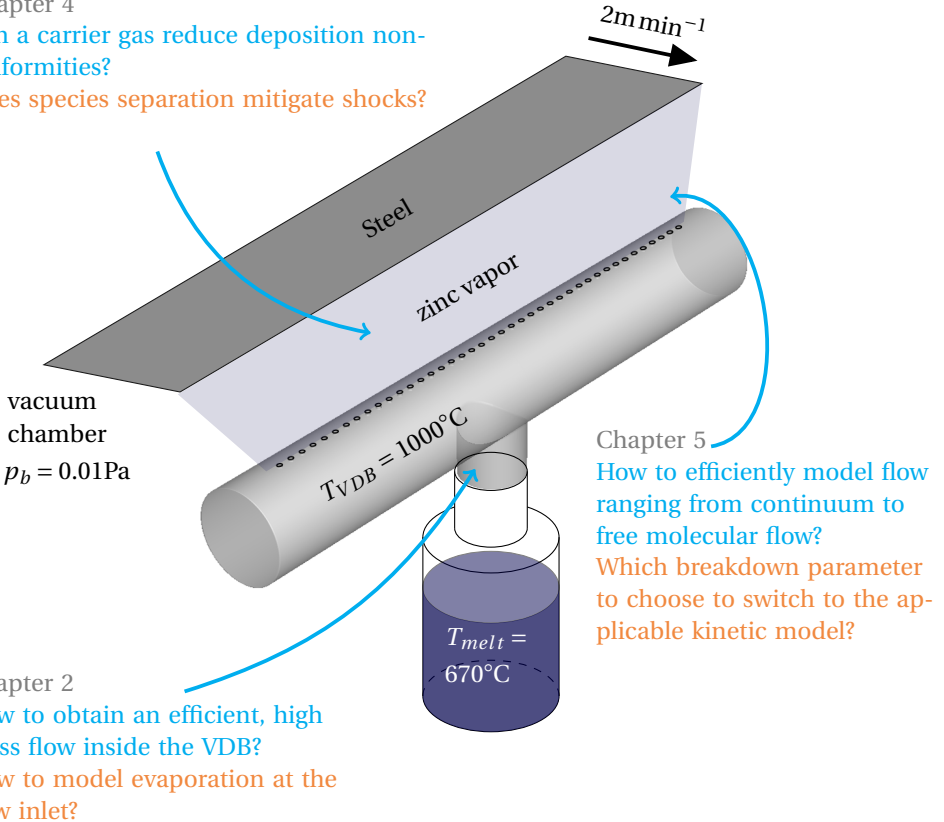 Chapter 4
a carrier gas reduce deposition non-
formities?
species separation mitigate shocks?
2m min⁻¹
Steel
zinc vapor
vacuum
chamber
p_b = 0.01Pa
T_VDB = 1000°C
Chapter 5
How to efficiently model flow
ranging from continuum to
free molecular flow?
Which breakdown parameter
to choose to switch to the ap-
plicable kinetic model?
T_melt =
670°C
apter 2
w to obtain an efficient, high
ss flow inside the VDB?
w to model evaporation at the
w inlet?